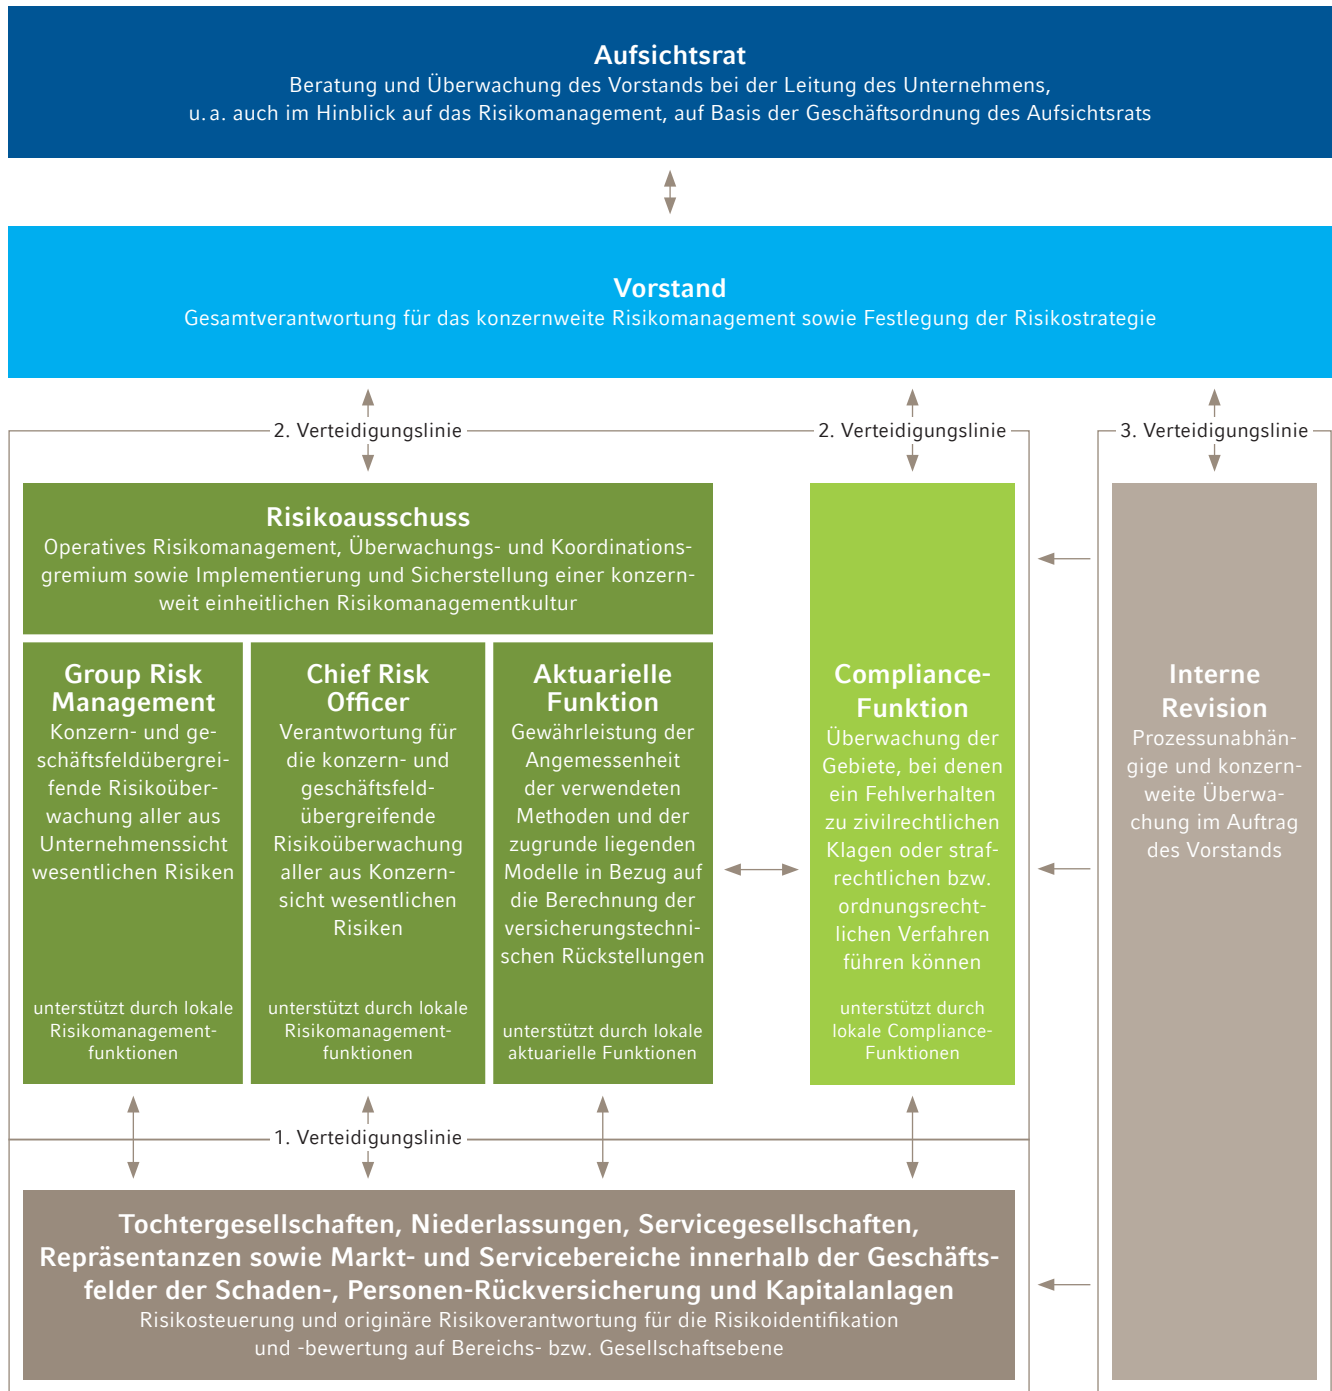 Aufsichtsrat
Beratung und Überwachung des Vorstands bei der Leitung des Unternehmens,
u. a. auch im Hinblick auf das Risikomanagement, auf Basis der Geschäftsordnung des Aufsichtsrats
Vorstand
Gesamtverantwortung für das konzernweite Risikomanagement sowie Festlegung der Risikostrategie
2. Verteidigungslinie
2. Verteidigungslinie
3. Verteidigungslinie
Risikoausschuss
Operatives Risikomanagement, Überwachungs- und Koordinations-
gremium sowie Implementierung und Sicherstellung einer konzern-
weit einheitlichen Risikomanagementkultur
Group Risk
Management
Konzern- und ge-
schäftsfeldübergrei-
fende Risikoüber-
wachung aller aus
Unternehmenssicht
wesentlichen Risiken
unterstützt durch lokale
Risikomanagement-
funktionen
Chief Risk
Officer
Verantwortung für
die konzern- und
geschäftsfeld-
übergreifende
Risikoüberwachung
aller aus Konzern-
sicht wesentlichen
Risiken
unterstützt durch lokale
Risikomanagement-
funktionen
Aktuarielle
Funktion
Gewährleistung der
Angemessenheit
der verwendeten
Methoden und der
zugrunde liegenden
Modelle in Bezug auf
die Berechnung der
versicherungstechni-
schen Rückstellungen
unterstützt durch lokale
aktuarielle Funktionen
Compliance-
Funktion
Überwachung der
Gebiete, bei denen
ein Fehlverhalten
zu zivilrechtlichen
Klagen oder straf-
rechtlichen bzw.
ordnungsrecht-
lichen Verfahren
führen können
unterstützt durch
lokale Compliance-
Funktionen
Interne
Revision
Prozessunabhän-
gige und konzern-
weite Überwa-
chung im Auftrag
des Vorstands
1. Verteidigungslinie
Tochtergesellschaften, Niederlassungen, Servicegesellschaften,
Repräsentanzen sowie Markt- und Servicebereiche innerhalb der Geschäfts-
felder der Schaden-, Personen-Rückversicherung und Kapitalanlagen
Risikosteuerung und originäre Risikoverantwortung für die Risikoidentifikation
und -bewertung auf Bereichs- bzw. Gesellschaftsebene